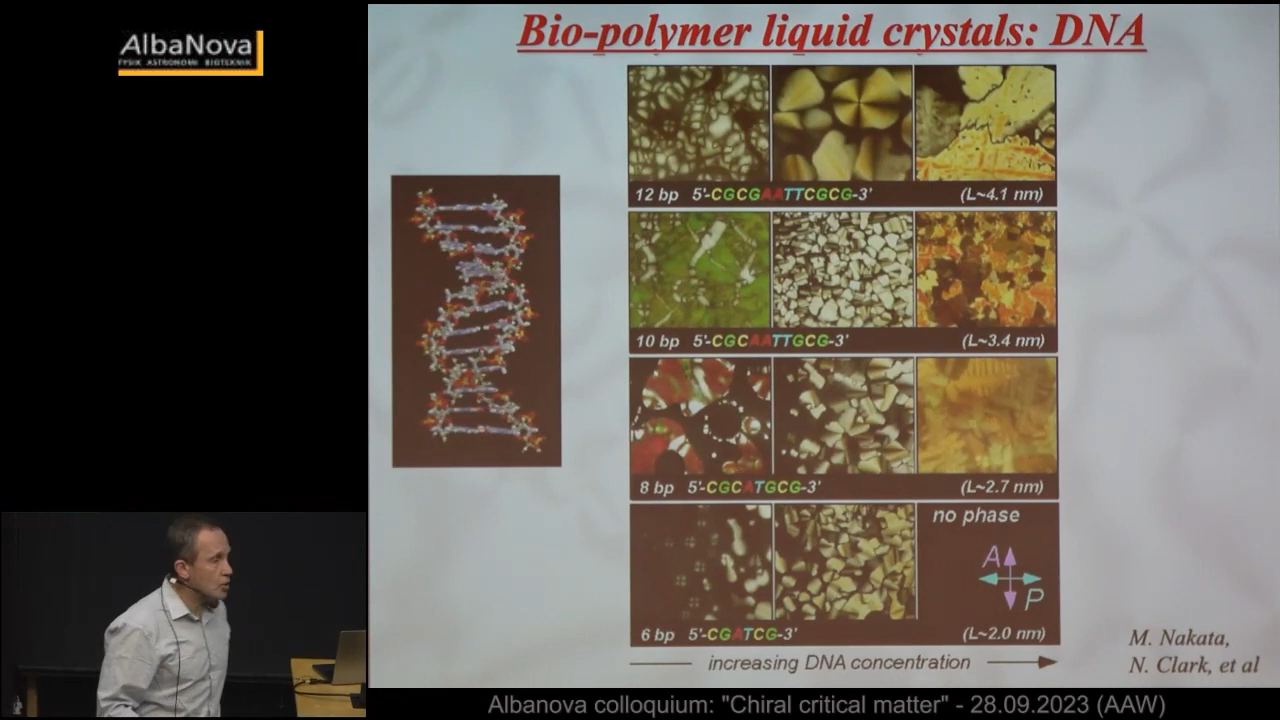 AlbaNova
FYSIK ASTRONOMI BIOTEKNIK
Bio-polymer liquid crystals: DNA
12 bp 5'-CGCGAATTCGCG-3' (L~4.1 nm)
10 bp 5'-CGCAATTGCG-3' (L~3.4 nm)
8 bp 5'-CGCATGCG-3' (L~2.7 nm)
no phase
A
P
6 bp 5'-CGATCG-3' (L~2.0 nm)
increasing DNA concentration
M. Nakata,
N. Clark, et al
Albanova colloquium: "Chiral critical matter" - 28.09.2023 (AAW)